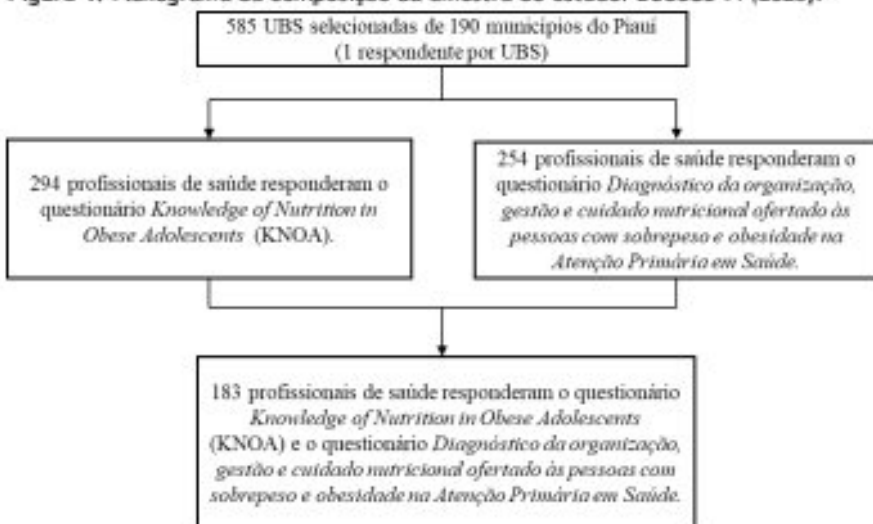 585 UBS selecionadas de 190 municípios do Piauí
(1 respondente por UBS)
294 profissionais de saúde responderam o
questionário Knowledge of Nutrition in
Obese Adolescents (KNOA).
254 profissionais de saúde responderam o
questionário Diagnóstico da organização,
gestão e cuidado nutricional ofertado às
pessoas com sobrepeso e obesidade na
Atenção Primária em Saúde.
183 profissionais de saúde responderam o questionário
Knowledge of Nutrition in Obese Adolescents
(KNOA) e o questionário Diagnóstico da organização,
gestão e cuidado nutricional ofertado às pessoas com
sobrepeso e obesidade na Atenção Primária em Saúde.